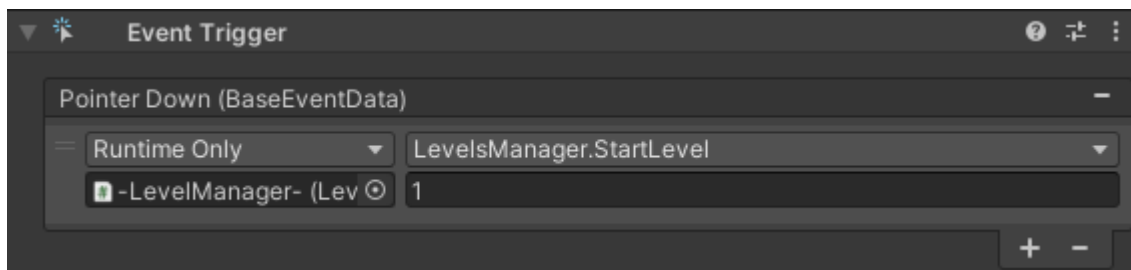 Event Trigger
Pointer Down (BaseEventData)
Runtime Only
LevelsManager.StartLevel
-LevelManager- (Lev
1